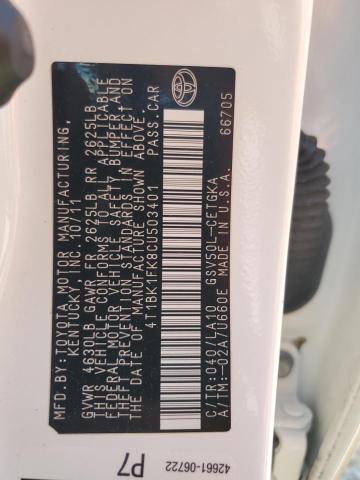 MFD.BY:TOYOTA MOTOR MANUFACTURING,
KENTUCKY,INC. 10/11
GVWR 4630LB GAWR FR 2625LB RR 2625LB
THIS VEHICLE CONFORMS TO ALL APPLICABLE
FEDERAL MOTOR VEHICLE SAFETY, BUMPER, AND
THEFT PREVENTION STANDARDS IN EFFECT ON
THE DATE OF MANUFACTURE SHOWN ABOVE.
4T1BK1FK8CU503401 PASS.CAR
C/TR:040/LA10 GSV50L-CETGKA
A/TM:-02A/U660E MADE IN U.S.A. 66705
42661-06722 P7